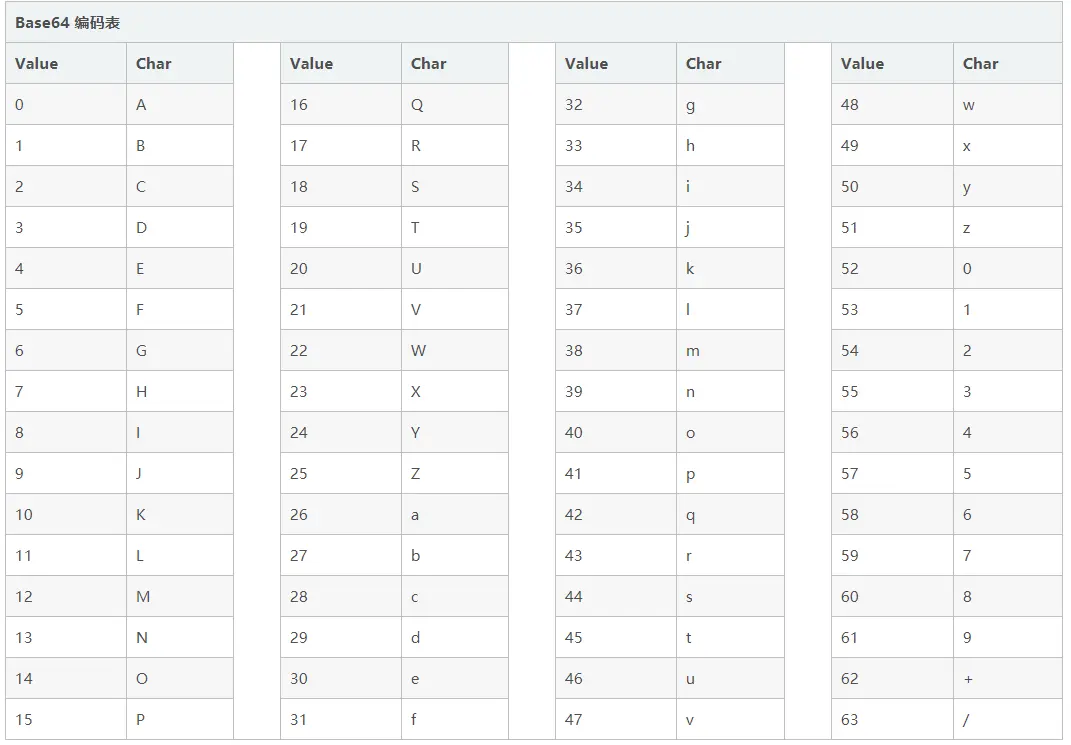 Base64 编码表
Value Char Value Char Value Char Value Char
0 A 16 Q 32 g 48 w
1 B 17 R 33 h 49 x
2 C 18 S 34 i 50 y
3 D 19 T 35 j 51 z
4 E 20 U 36 k 52 0
5 F 21 V 37 l 53 1
6 G 22 W 38 m 54 2
7 H 23 X 39 n 55 3
8 I 24 Y 40 o 56 4
9 J 25 Z 41 p 57 5
10 K 26 a 42 q 58 6
11 L 27 b 43 r 59 7
12 M 28 c 44 s 60 8
13 N 29 d 45 t 61 9
14 O 30 e 46 u 62 +
15 P 31 f 47 v 63 /